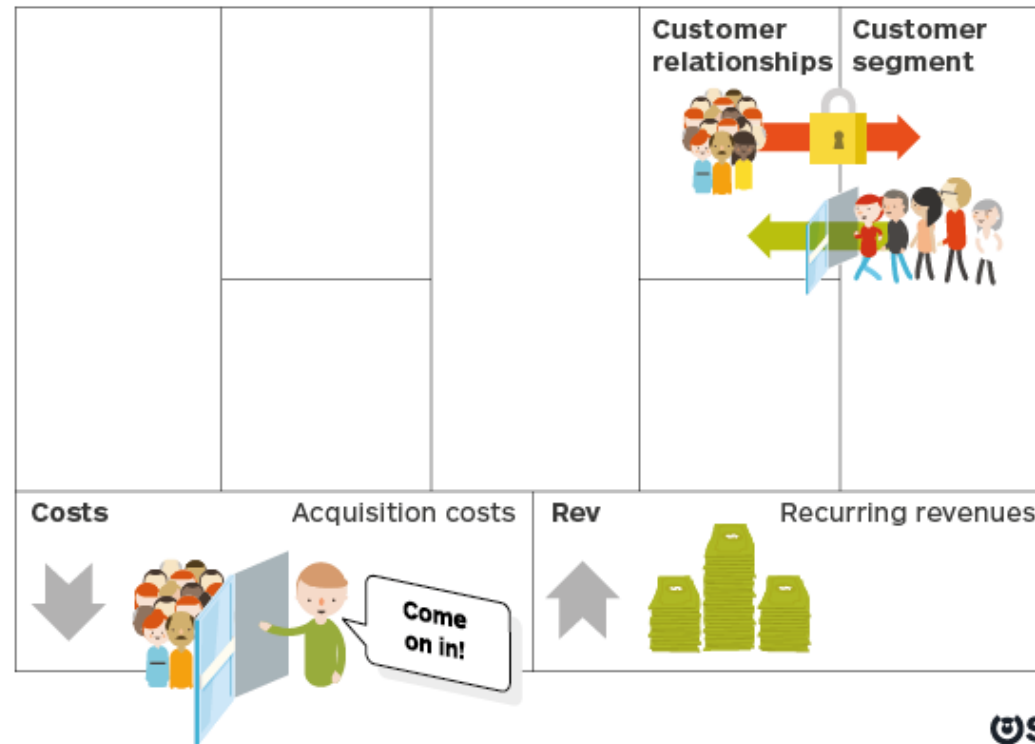 Customer relationships
Customer segment
Costs
Acquisition costs
Rev
Recurring revenues
Come
on in!